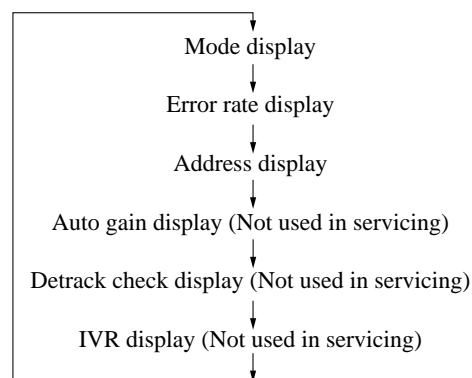 Mode display
Error rate display
Address display
Auto gain display (Not used in servicing)
Detrack check display (Not used in servicing)
IVR display (Not used in servicing)